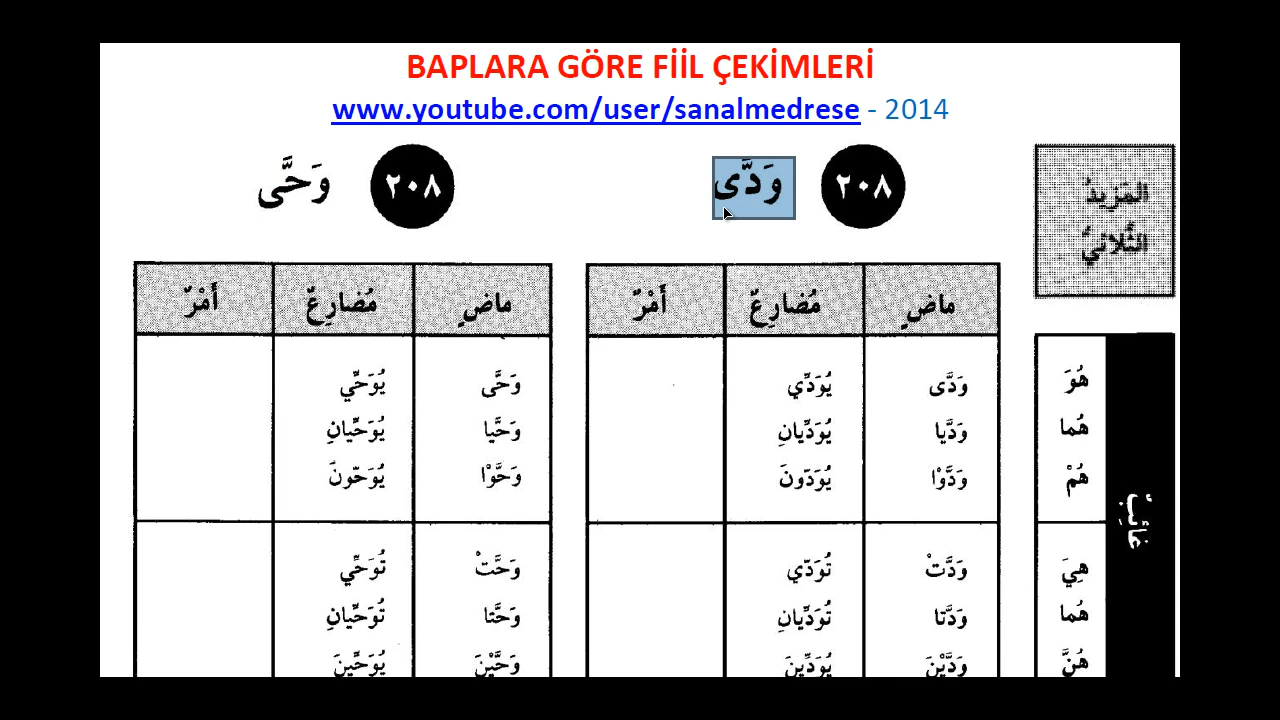 BAPLARA GÖRE FİİL ÇEKİMLERİ
www.youtube.com/user/sanalmedrese - 2014
المَزِيدُ
الثُّلاثِيُّ
٢٠٨ وَدَّى
٢٠٨ وَحَّى
ماضٍ مُضارِعٌ أَمْرٌ
ماضٍ مُضارِعٌ أَمْرٌ
غائِبٌ
هُوَ وَدَّى يُوَدِّي وَحَّى يُوَحِّي
هُما وَدَّيا يُوَدِّيانِ وَحَّيا يُوَحِّيانِ
هُمْ وَدَّوْا يُوَدّونَ وَحَّوْا يُوَحّونَ
هِيَ وَدَّتْ تُوَدِّي وَحَّتْ تُوَحِّي
هُما وَدَّتا تُوَدِّيانِ وَحَّتا تُوَحِّيانِ
هُنَّ وَدَّيْنَ يُوَدِّينَ وَحَّيْنَ يُوَحِّينَ